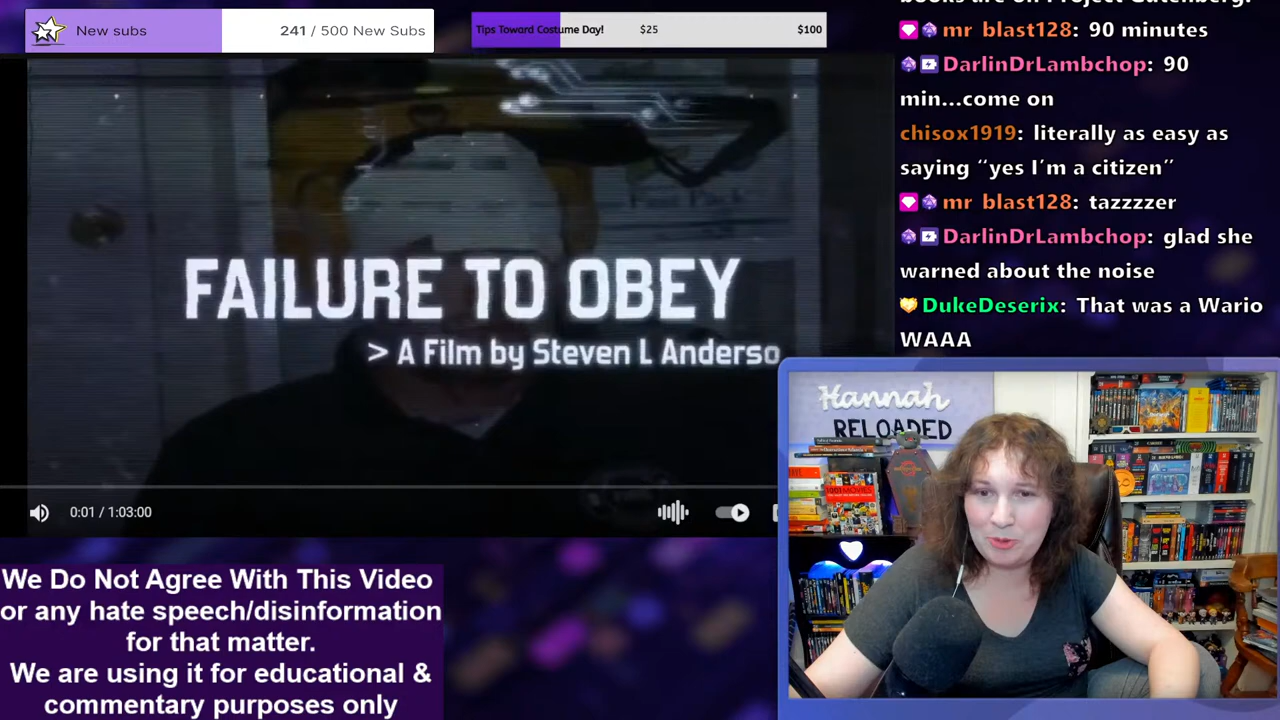 New subs
241 / 500 New Subs
Tips Toward Costume Day!
$25
$100
mr_blast128: 90 minutes
DarlinDrLambchop: 90
min...come on
chisox1919: literally as easy as
saying “yes I'm a citizen”
mr_blast128: tazzzzer
DarlinDrLambchop: glad she
warned about the noise
DukeDeserix: That was a Wario
WAAA
FAILURE TO OBEY
> A Film by Steven L Anderso
0:01 / 1:03:00
Hannah
RELOADED
We Do Not Agree With This Video
or any hate speech/disinformation
for that matter.
We are using it for educational &
commentary purposes only